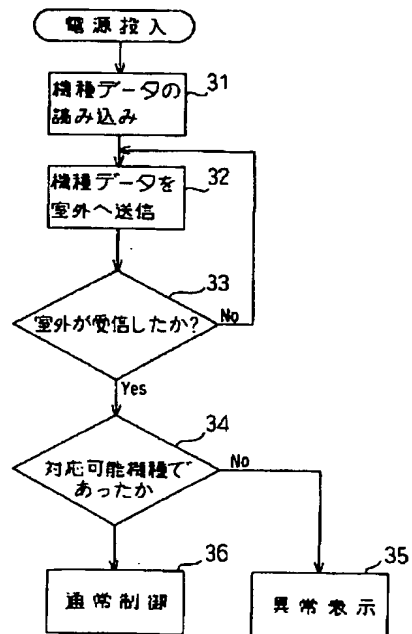 電源投入
機種データの
読み込み
31
機種データを
室外へ送信
32
33
室外が受信したか?
No
Yes
34
対応可能機種で
あったか
No
36
通常制御
35
異常表示